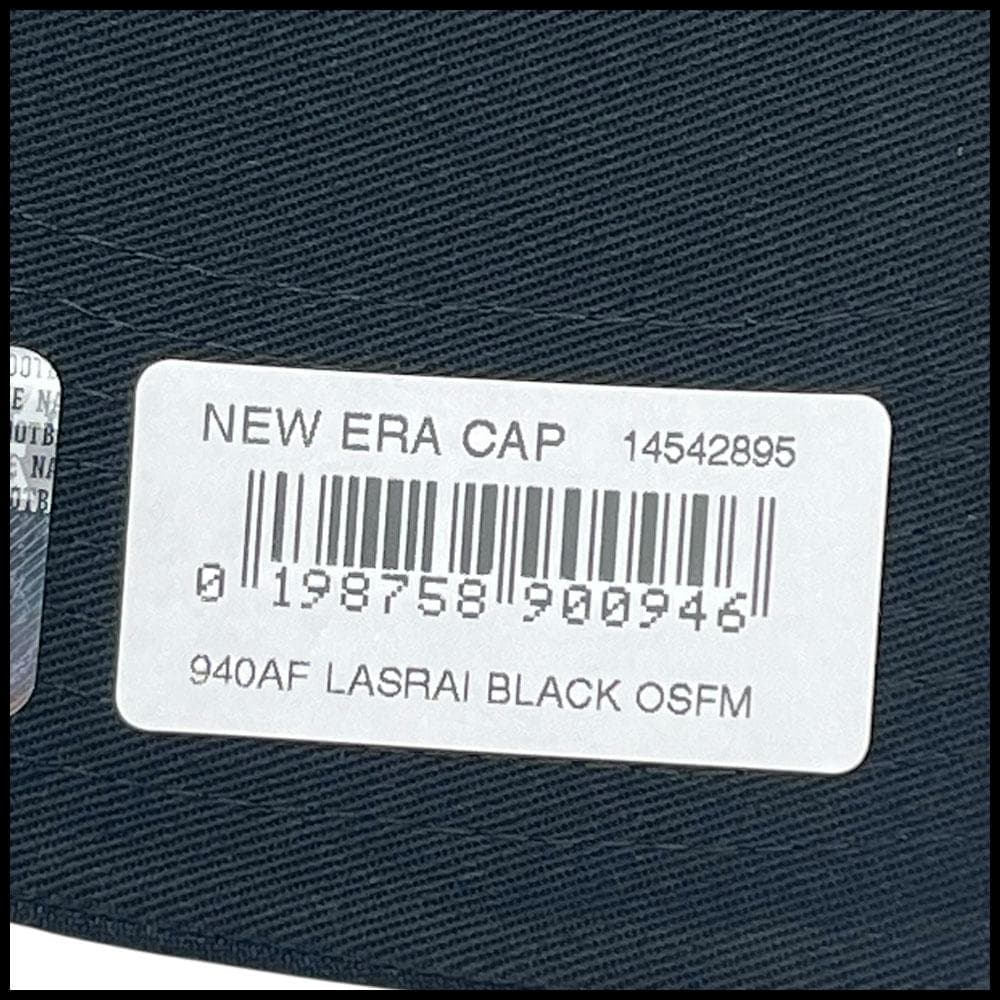 NEW ERA CAP 14542895
0 198758 900946
940AF LASRAI BLACK OSFM